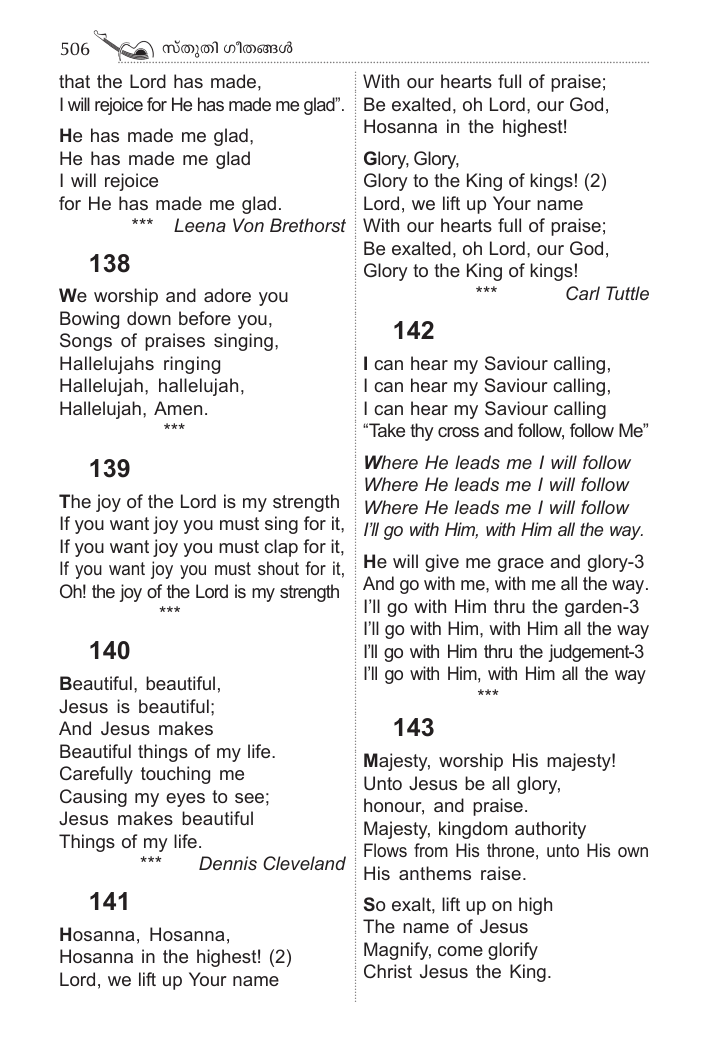 506 സ്തുതി ഗീതങ്ങൾ
that the Lord has made,
I will rejoice for He has made me glad”.
He has made me glad,
He has made me glad
I will rejoice
for He has made me glad.
*** Leena Von Brethorst
138
We worship and adore you
Bowing down before you,
Songs of praises singing,
Hallelujahs ringing
Hallelujah, hallelujah,
Hallelujah, Amen.
***
139
The joy of the Lord is my strength
If you want joy you must sing for it,
If you want joy you must clap for it,
If you want joy you must shout for it,
Oh! the joy of the Lord is my strength
***
140
Beautiful, beautiful,
Jesus is beautiful;
And Jesus makes
Beautiful things of my life.
Carefully touching me
Causing my eyes to see;
Jesus makes beautiful
Things of my life.
*** Dennis Cleveland
141
Hosanna, Hosanna,
Hosanna in the highest! (2)
Lord, we lift up Your name
With our hearts full of praise;
Be exalted, oh Lord, our God,
Hosanna in the highest!
Glory, Glory,
Glory to the King of kings! (2)
Lord, we lift up Your name
With our hearts full of praise;
Be exalted, oh Lord, our God,
Glory to the King of kings!
*** Carl Tuttle
142
I can hear my Saviour calling,
I can hear my Saviour calling,
I can hear my Saviour calling
“Take thy cross and follow, follow Me”
Where He leads me I will follow
Where He leads me I will follow
Where He leads me I will follow
I’ll go with Him, with Him all the way.
He will give me grace and glory-3
And go with me, with me all the way.
I’ll go with Him thru the garden-3
I’ll go with Him, with Him all the way
I’ll go with Him thru the judgement-3
I’ll go with Him, with Him all the way
***
143
Majesty, worship His majesty!
Unto Jesus be all glory,
honour, and praise.
Majesty, kingdom authority
Flows from His throne, unto His own
His anthems raise.
So exalt, lift up on high
The name of Jesus
Magnify, come glorify
Christ Jesus the King.